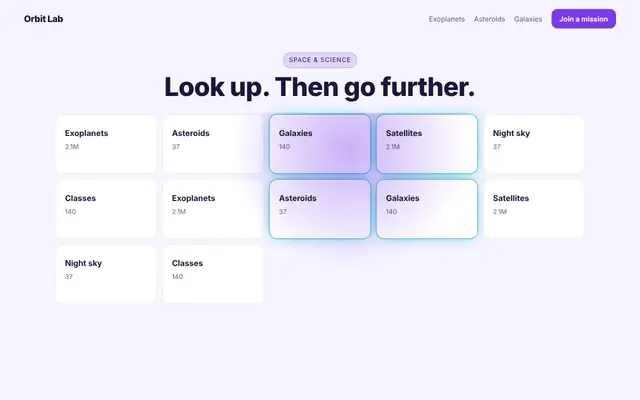 Orbit Lab
Exoplanets Asteroids Galaxies Join a mission
SPACE & SCIENCE
Look up. Then go further.
Exoplanets
2.1M
Asteroids
37
Galaxies
140
Satellites
2.1M
Night sky
37
Classes
140
Exoplanets
2.1M
Asteroids
37
Galaxies
140
Satellites
2.1M
Night sky
37
Classes
140